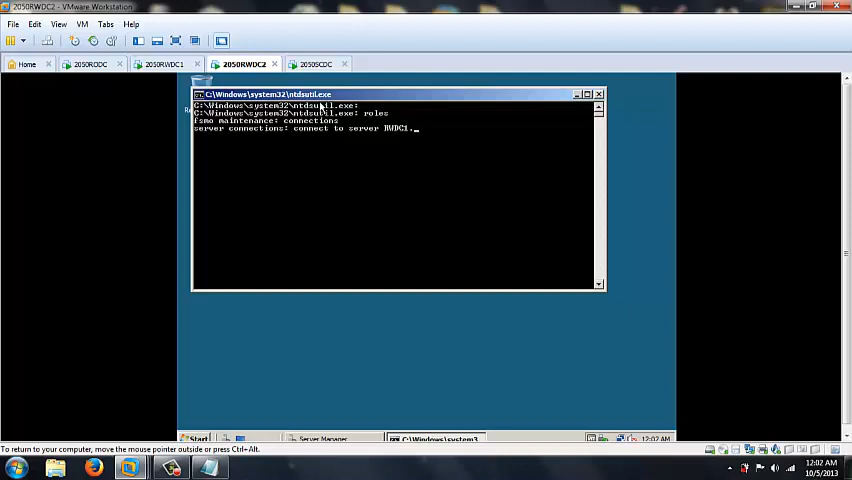 2050RWDC2 - VMware Workstation
File Edit View VM Tabs Help
Home 2050RODC 2050RWDC1 2050RWDC2 2050SCDC
C:\Windows\system32\ntdsutil.exe
C:\Windows\system32\ntdsutil.exe:
C:\Windows\system32\ntdsutil.exe: roles
fsmo maintenance: connections
server connections: connect to server RWDC1._
Start Server Manager C:\Windows\system3... 12:02 AM
To return to your computer, move the mouse pointer outside or press Ctrl+Alt.
12:02 AM
10/5/2013